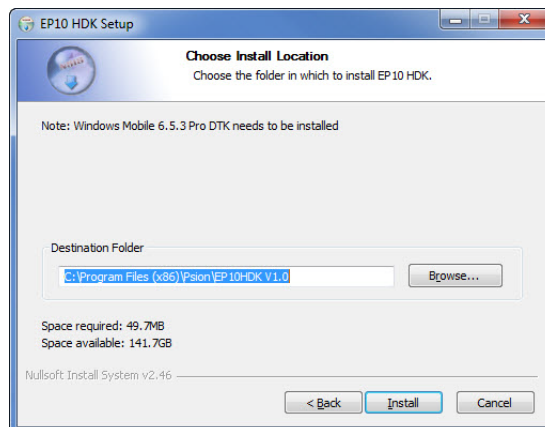 EP10 HDK Setup
Choose Install Location
Choose the folder in which to install EP10 HDK.
Note: Windows Mobile 6.5.3 Pro DTK needs to be installed
Destination Folder
C:\Program Files (x86)\Psion\EP10HDK V1.0
Browse...
Space required: 49.7MB
Space available: 141.7GB
Nullsoft Install System v2.46
< Back Install Cancel